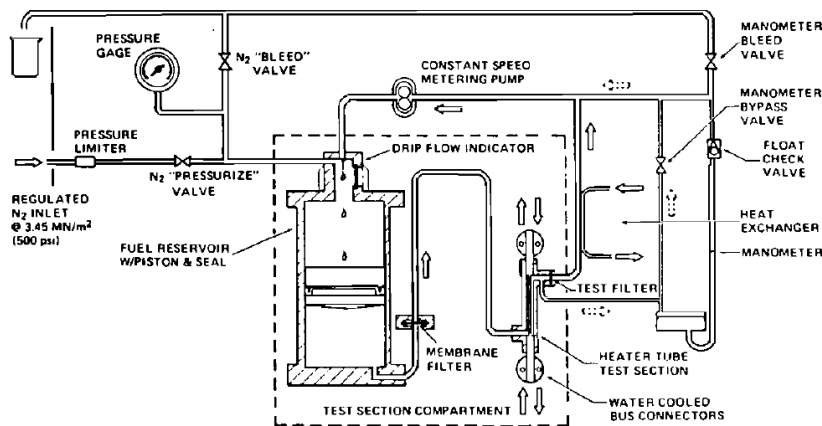 PRESSURE
GAGE
N₂ "BLEED"
VALVE
CONSTANT SPEED
METERING PUMP
MANOMETER
BLEED
VALVE
MANOMETER
BYPASS
VALVE
PRESSURE
LIMITER
DRIP FLOW INDICATOR
FLOAT
CHECK
VALVE
N₂ "PRESSURIZE"
VALVE
REGULATED
N₂ INLET
@ 3.45 MN/m²
(500 psi)
HEAT
EXCHANGER
FUEL RESERVOIR
W/PISTON & SEAL
MANOMETER
TEST FILTER
MEMBRANE
FILTER
HEATER TUBE
TEST SECTION
WATER COOLED
BUS CONNECTORS
TEST SECTION COMPARTMENT